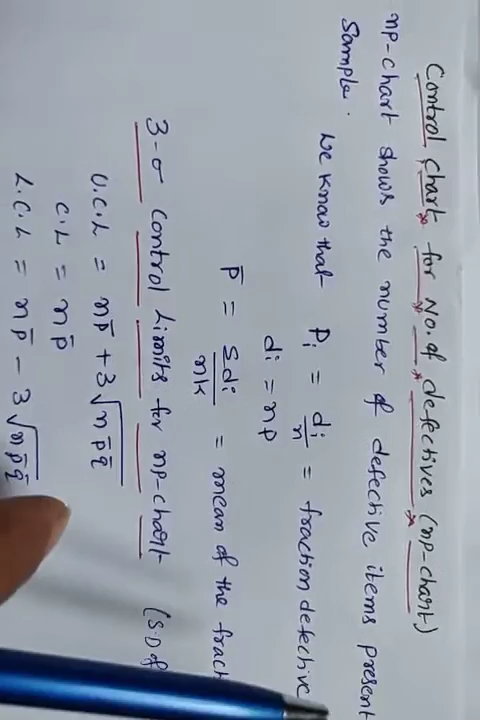 Control chart for No. of defectives (np-chart)
np-chart shows the number of defective items present
Sample.
We know that Pi = di/n = fraction defective
di = np
p̄ = Σdi/nk = mean of the
3-σ Control Limits for np-chart (S.D of
U.C.L = np̄ + 3√np̄q̄
C.L = np̄
L.C.L = np̄ - 3√np̄q̄